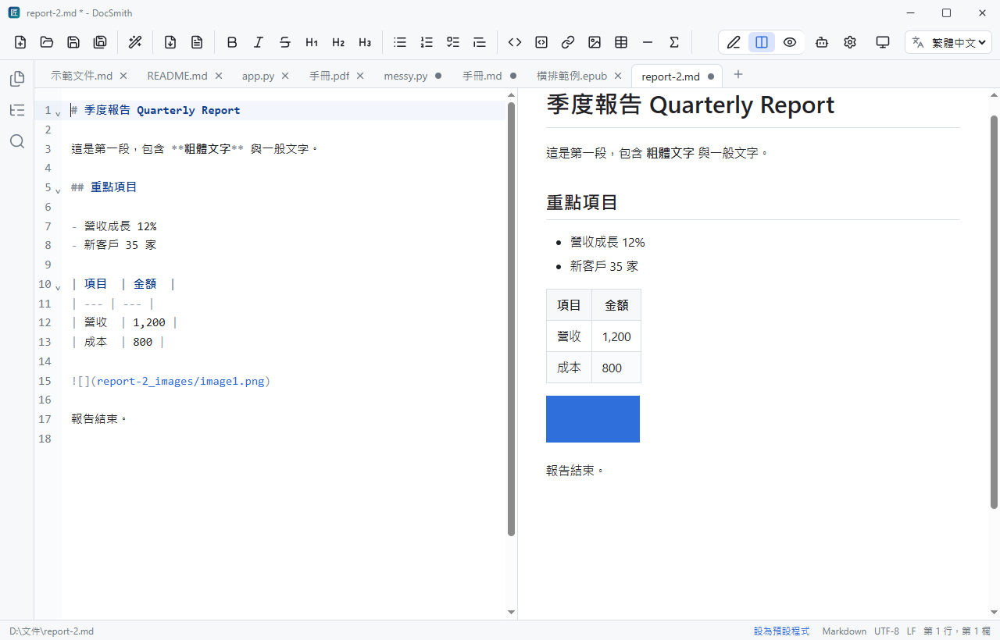 匠 report-2.md * - DocSmith
B I S H1 H2 H3 Σ 繁體中文
示範文件.md README.md app.py 手冊.pdf messy.py 手冊.md 橫排範例.epub report-2.md
1 # 季度報告 Quarterly Report
2
3 這是第一段，包含 **粗體文字** 與一般文字。
4
5 ## 重點項目
6
7 - 營收成長 12%
8 - 新客戶 35 家
9
10 | 項目 | 金額 |
11 | --- | --- |
12 | 營收 | 1,200 |
13 | 成本 | 800 |
14
15 ![](report-2_images/image1.png)
16
17 報告結束。
18
季度報告 Quarterly Report
這是第一段，包含 粗體文字 與一般文字。
重點項目
• 營收成長 12%
• 新客戶 35 家
項目 金額
營收 1,200
成本 800
報告結束。
D:\文件\report-2.md 設為預設程式 Markdown UTF-8 LF 第 1 行，第 1 欄